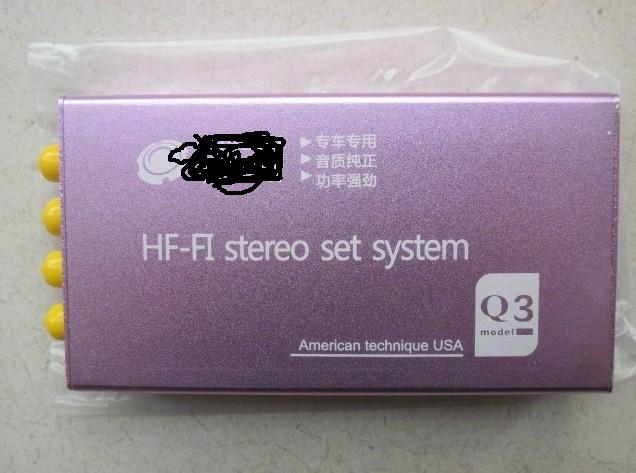 ▶专车专用
▶音质纯正
▶功率强劲
HF-FI stereo set system
Q3
model
American technique USA